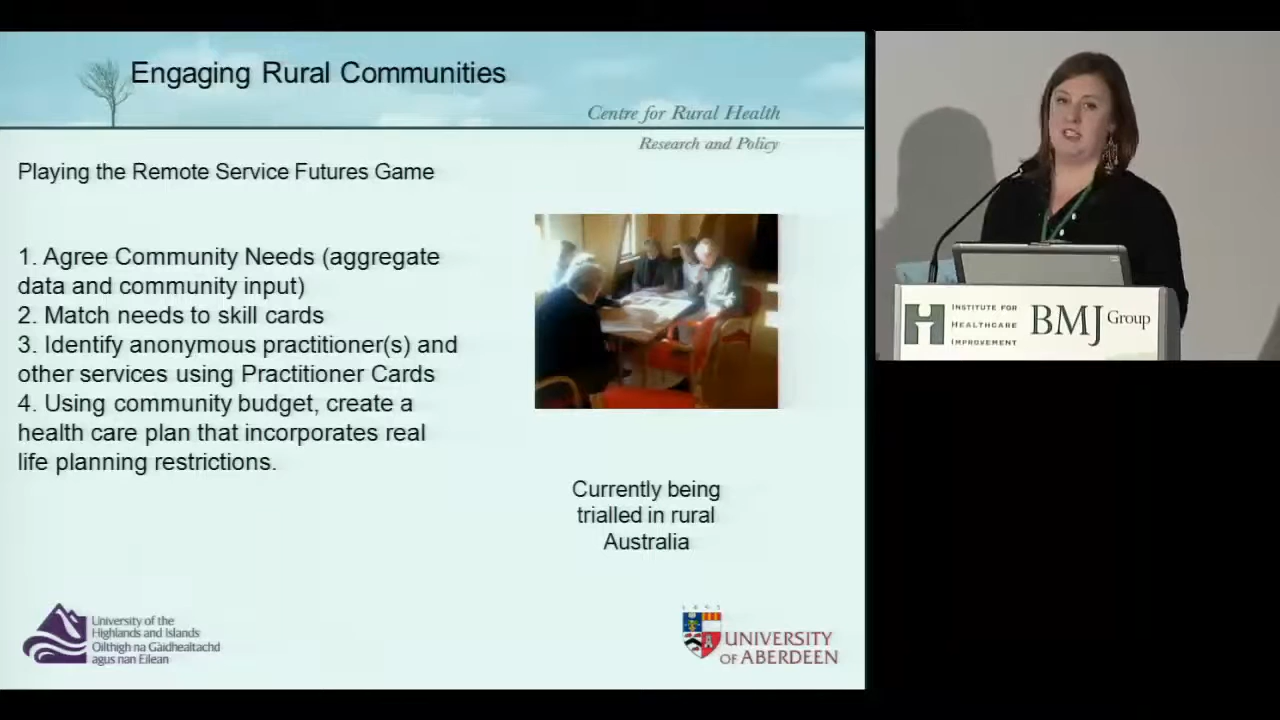 Engaging Rural Communities
Centre for Rural Health
Research and Policy
Playing the Remote Service Futures Game
1. Agree Community Needs (aggregate
data and community input)
2. Match needs to skill cards
3. Identify anonymous practitioner(s) and
other services using Practitioner Cards
4. Using community budget, create a
health care plan that incorporates real
life planning restrictions.
Currently being
trialled in rural
Australia
University of the
Highlands and Islands
Oilthigh na Gàidhealtachd
agus nan Eilean
1495
UNIVERSITY
OF ABERDEEN
INSTITUTE FOR
HEALTHCARE
IMPROVEMENT
BMJ Group